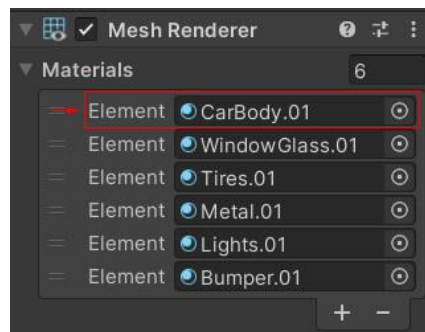 Mesh Renderer
Materials 6
Element CarBody.01
Element WindowGlass.01
Element Tires.01
Element Metal.01
Element Lights.01
Element Bumper.01